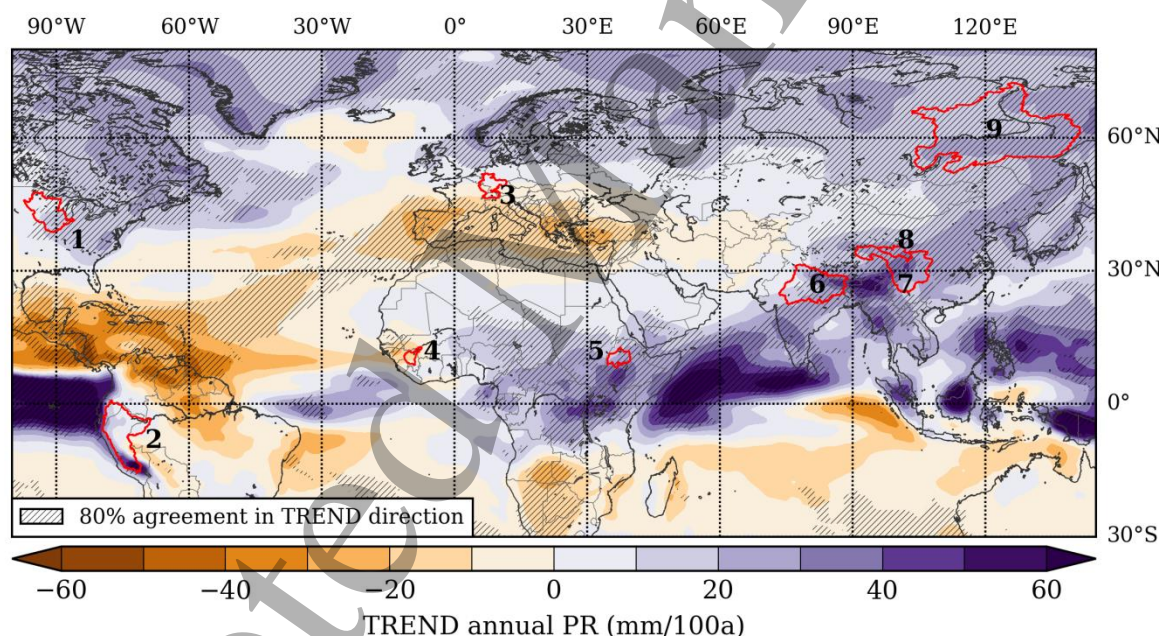 90°W 60°W 30°W 0° 30°E 60°E 90°E 120°E
60°N
9
3
1
8
30°N
6 7
4 5
0°
2
80% agreement in TREND direction
30°S
−60 −40 −20 0 20 40 60
TREND annual PR (mm/100a)